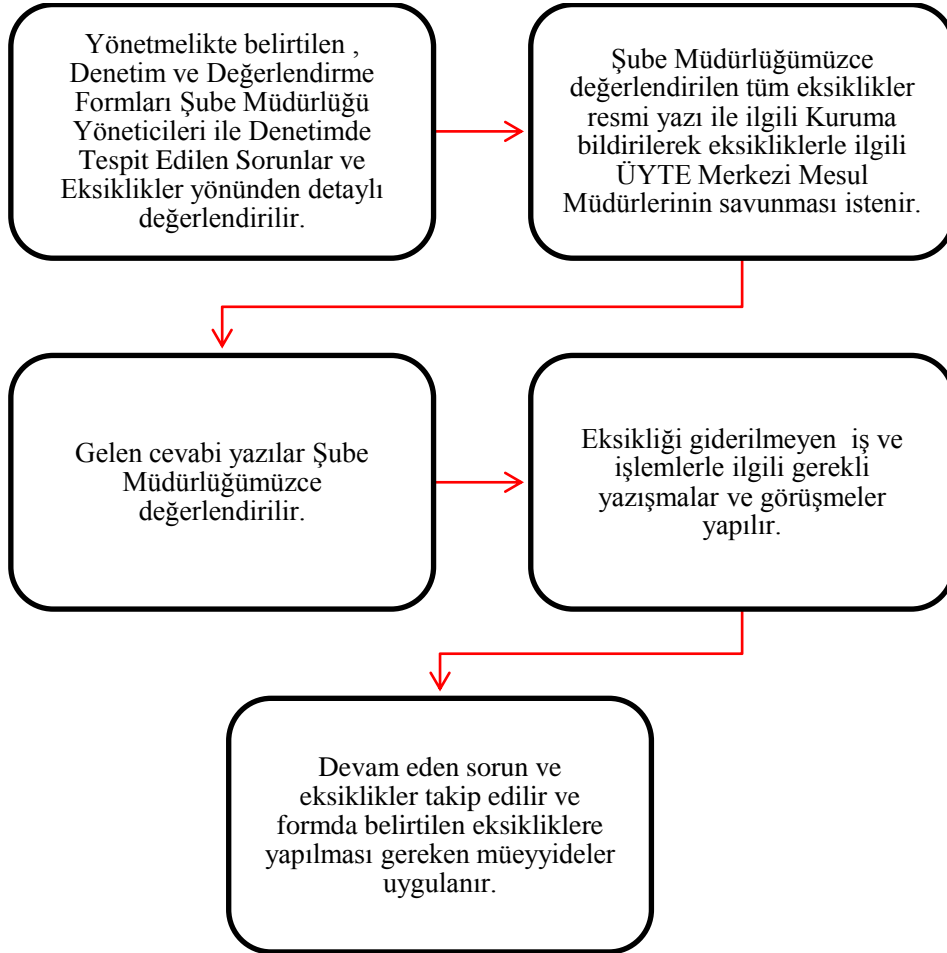 Yönetmelikte belirtilen ,
Denetim ve Değerlendirme
Formları Şube Müdürlüğü
Yöneticileri ile Denetimde
Tespit Edilen Sorunlar ve
Eksiklikler yönünden detaylı
değerlendirilir.
Şube Müdürlüğümüzce
değerlendirilen tüm eksiklikler
resmi yazı ile ilgili Kuruma
bildirilerek eksikliklerle ilgili
ÜYTE Merkezi Mesul
Müdürlerinin savunması istenir.
Gelen cevabi yazılar Şube
Müdürlüğümüzce
değerlendirilir.
Eksikliği giderilmeyen iş ve
işlemlerle ilgili gerekli
yazışmalar ve görüşmeler
yapılır.
Devam eden sorun ve
eksiklikler takip edilir ve
formda belirtilen eksikliklere
yapılması gereken müeyyideler
uygulanır.